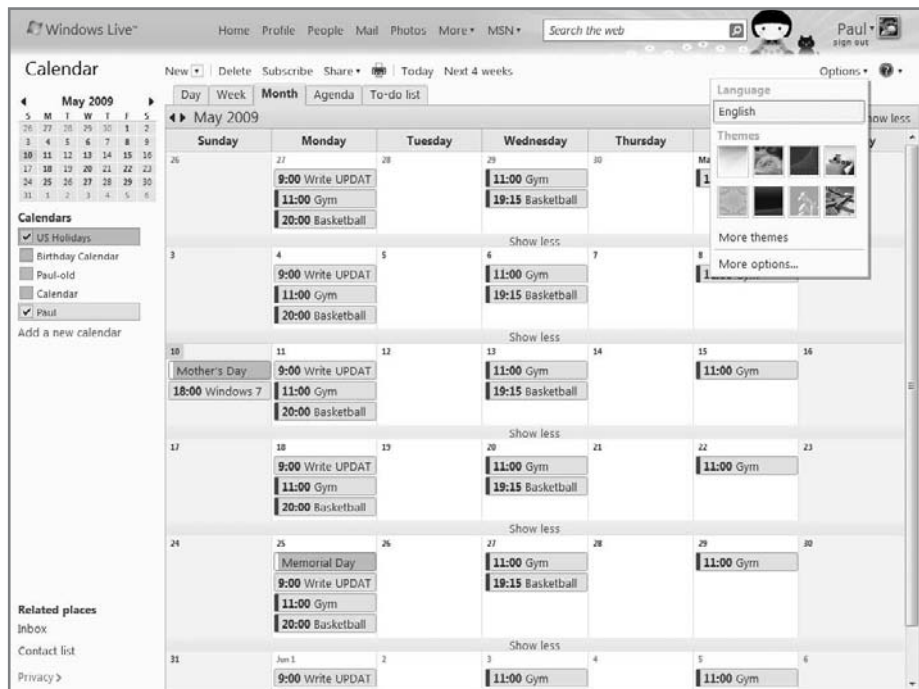 Windows Live™
Home Profile People Mail Photos More MSN Search the web Paul
sign out
Calendar
New Delete Subscribe Share Today Next 4 weeks Options
Day Week Month Agenda To-do list
May 2009
Language
English
Themes
More themes
More options...
how less
May 2009
S M T W T F S
26 27 28 29 30 1 2
3 4 5 6 7 8 9
10 11 12 13 14 15 16
17 18 19 20 21 22 23
24 25 26 27 28 29 30
31 1 2 3 4 5 6
Calendars
US Holidays
Birthday Calendar
Paul-old
Calendar
Paul
Add a new calendar
Related places
Inbox
Contact list
Privacy
Sunday Monday Tuesday Wednesday Thursday y
26 27 28 29 30 Ma
9:00 Write UPDAT 11:00 Gym 1
11:00 Gym 19:15 Basketball
20:00 Basketball
Show less
3 4 5 6 7 8
9:00 Write UPDAT 11:00 Gym
11:00 Gym 19:15 Basketball
20:00 Basketball
Show less
10 11 12 13 14 15 16
Mother's Day 9:00 Write UPDAT 11:00 Gym 11:00 Gym
18:00 Windows 7 11:00 Gym 19:15 Basketball
20:00 Basketball
Show less
17 18 19 20 21 22 23
9:00 Write UPDAT 11:00 Gym 11:00 Gym
11:00 Gym 19:15 Basketball
20:00 Basketball
Show less
24 25 26 27 28 29 30
Memorial Day 11:00 Gym 11:00 Gym
9:00 Write UPDAT 19:15 Basketball
11:00 Gym
20:00 Basketball
Show less
31 Jun 1 2 3 4 5 6
9:00 Write UPDAT 11:00 Gym 11:00 Gym